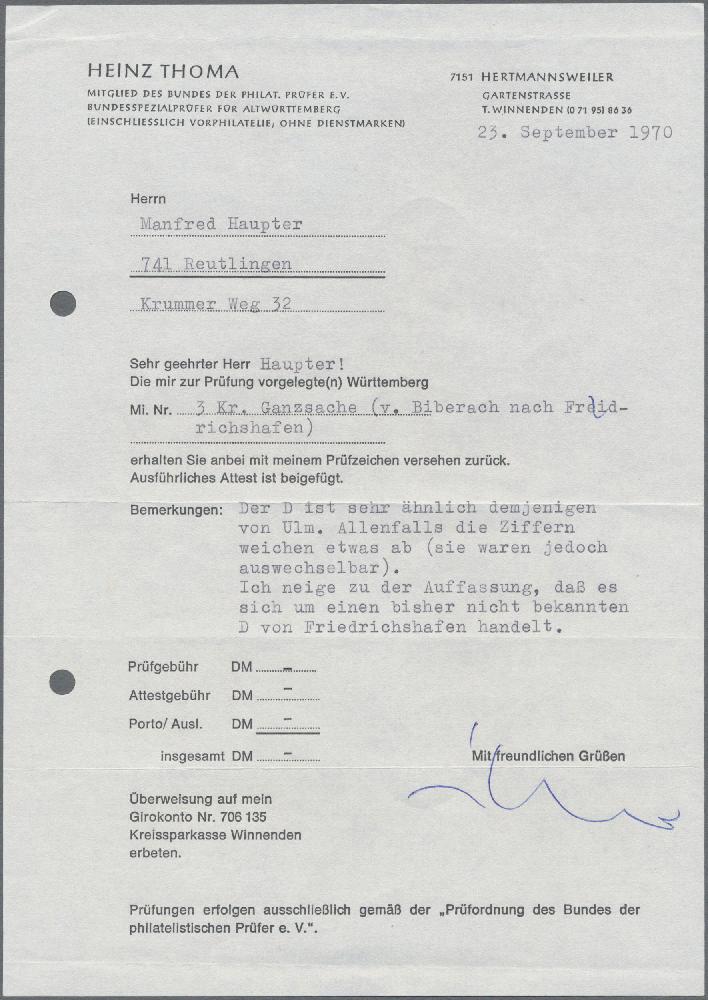 HEINZ THOMA
MITGLIED DES BUNDES DER PHILAT. PRÜFER E.V.
BUNDESSPEZIALPRÜFER FÜR ALTWÜRTTEMBERG
(EINSCHLIESSLICH VORPHILATELIE, OHNE DIENSTMARKEN)
7151 HERTMANNSWEILER
GARTENSTRASSE
T. WINNENDEN (0 71 95) 86 36
23. September 1970
Herrn
Manfred Haupter
741 Reutlingen
Krummer Weg 32
Sehr geehrter Herr Haupter!
Die mir zur Prüfung vorgelegte(n) Württemberg
Mi. Nr. 3 Kr. Ganzsache (v. Biberach nach Freid-
richshafen)
erhalten Sie anbei mit meinem Prüfzeichen versehen zurück.
Ausführliches Attest ist beigefügt.
Bemerkungen: Der D ist sehr ähnlich demjenigen
von Ulm. Allenfalls die Ziffern
weichen etwas ab (sie waren jedoch
auswechselbar).
Ich neige zu der Auffassung, daß es
sich um einen bisher nicht bekannten
D von Friedrichshafen handelt.
Prüfgebühr DM –
Attestgebühr DM –
Porto/ Ausl. DM –
insgesamt DM –
Mit freundlichen Grüßen
Überweisung auf mein
Girokonto Nr. 706 135
Kreissparkasse Winnenden
erbeten.
Prüfungen erfolgen ausschließlich gemäß der „Prüfordnung des Bundes der
philatelistischen Prüfer e. V.".